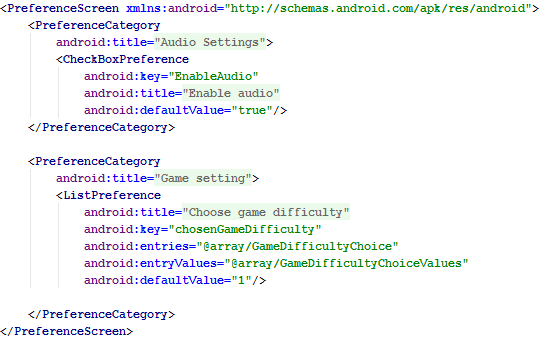 <PreferenceScreen xmlns:android="http://schemas.android.com/apk/res/android">
    <PreferenceCategory
        android:title="Audio Settings">
        <CheckBoxPreference
            android:key="EnableAudio"
            android:title="Enable audio"
            android:defaultValue="true"/>
    </PreferenceCategory>

    <PreferenceCategory
        android:title="Game setting">
        <ListPreference
            android:title="Choose game difficulty"
            android:key="chosenGameDifficulty"
            android:entries="@array/GameDifficultyChoice"
            android:entryValues="@array/GameDifficultyChoiceValues"
            android:defaultValue="1"/>

    </PreferenceCategory>
</PreferenceScreen>